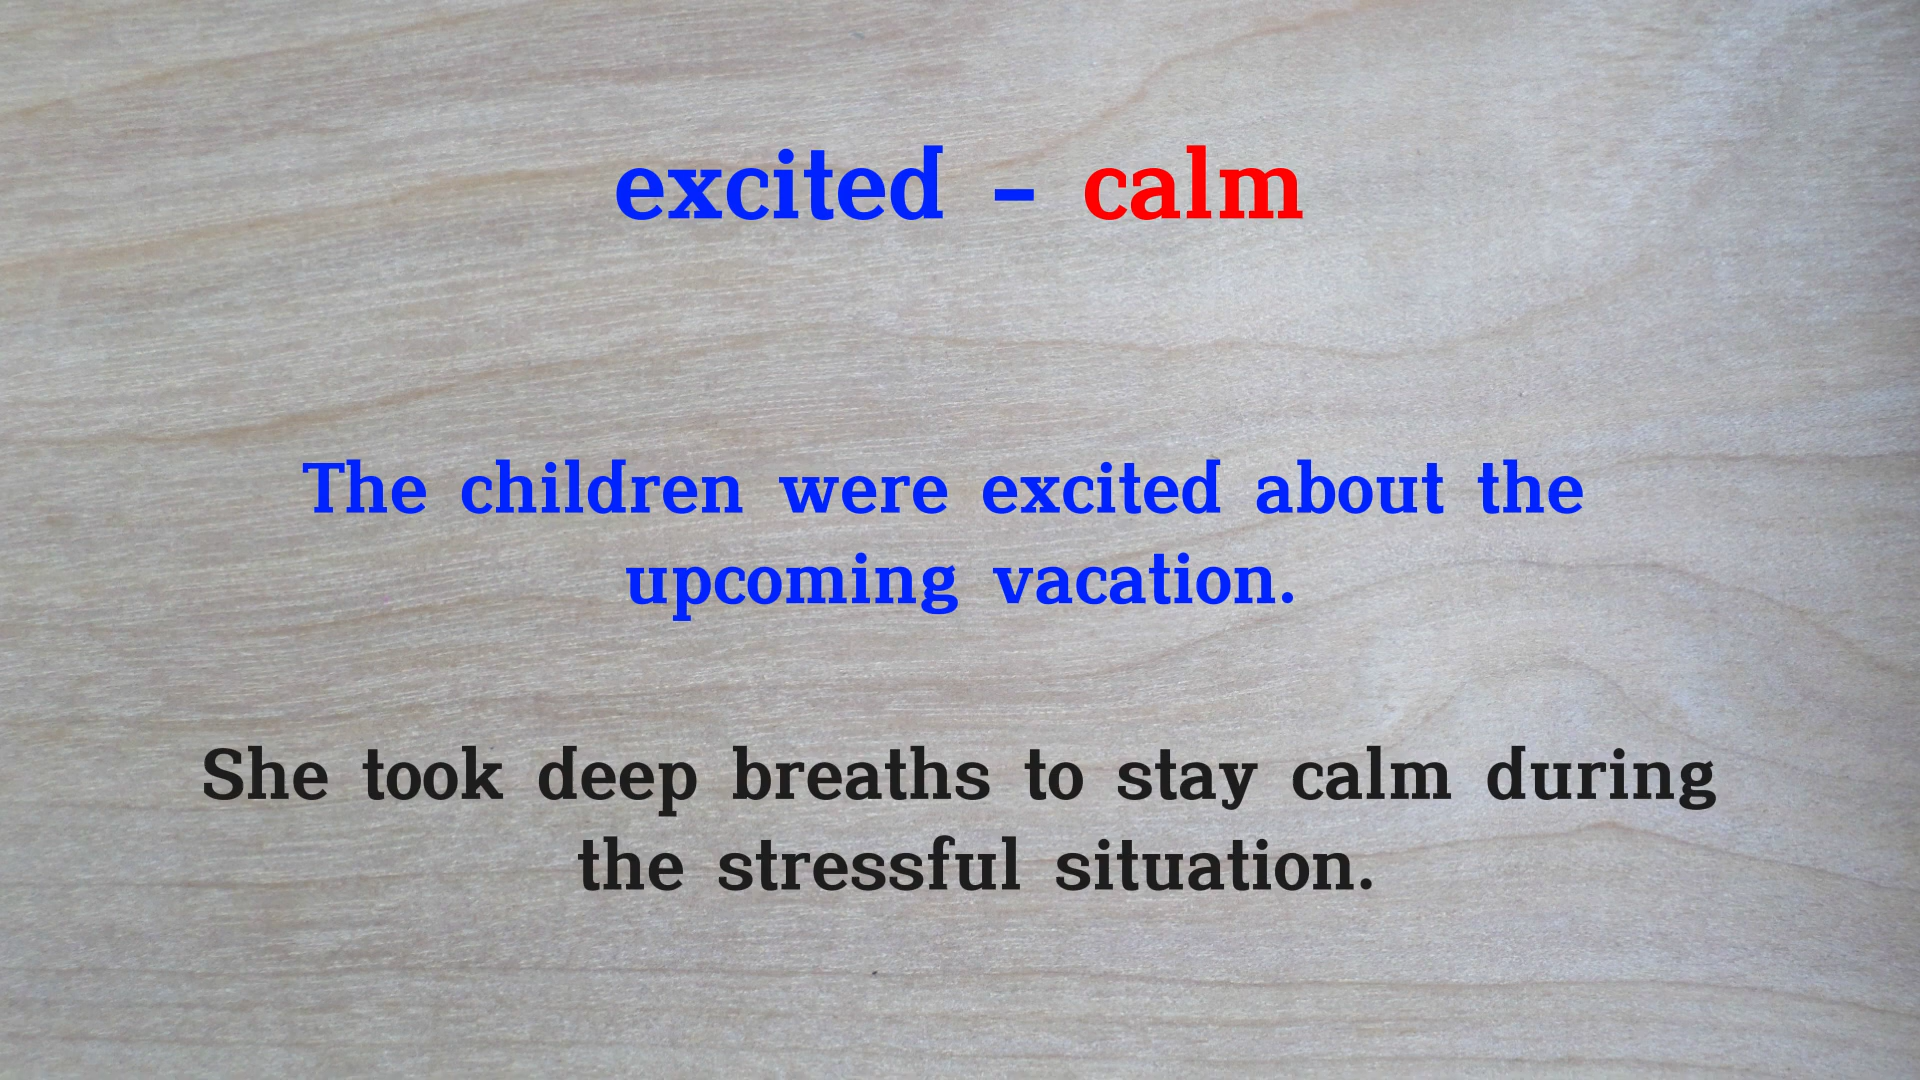 excited - calm
The children were excited about the
upcoming vacation.
She took deep breaths to stay calm during
the stressful situation.